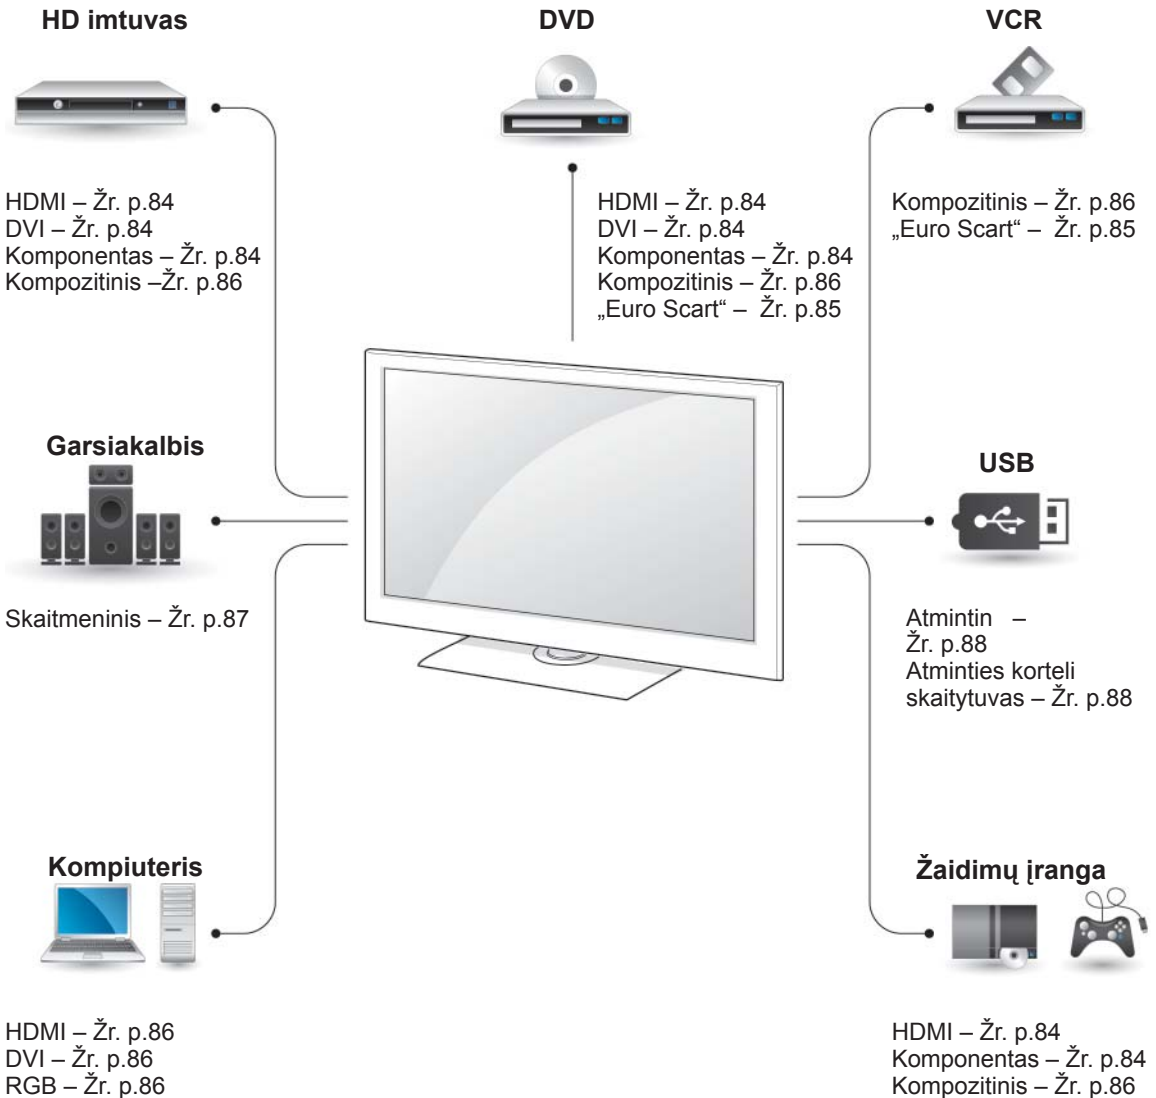 HD imtuvas
HDMI – Žr. p.84
DVI – Žr. p.84
Komponentas – Žr. p.84
Kompozitinis –Žr. p.86
DVD
HDMI – Žr. p.84
DVI – Žr. p.84
Komponentas – Žr. p.84
Kompozitinis – Žr. p.86
„Euro Scart“ – Žr. p.85
VCR
Kompozitinis – Žr. p.86
„Euro Scart“ – Žr. p.85
Garsiakalbis
Skaitmeninis – Žr. p.87
USB
Atmintin –
Žr. p.88
Atminties korteli
skaitytuvas – Žr. p.88
Kompiuteris
HDMI – Žr. p.86
DVI – Žr. p.86
RGB – Žr. p.86
Žaidimų įranga
HDMI – Žr. p.84
Komponentas – Žr. p.84
Kompozitinis – Žr. p.86